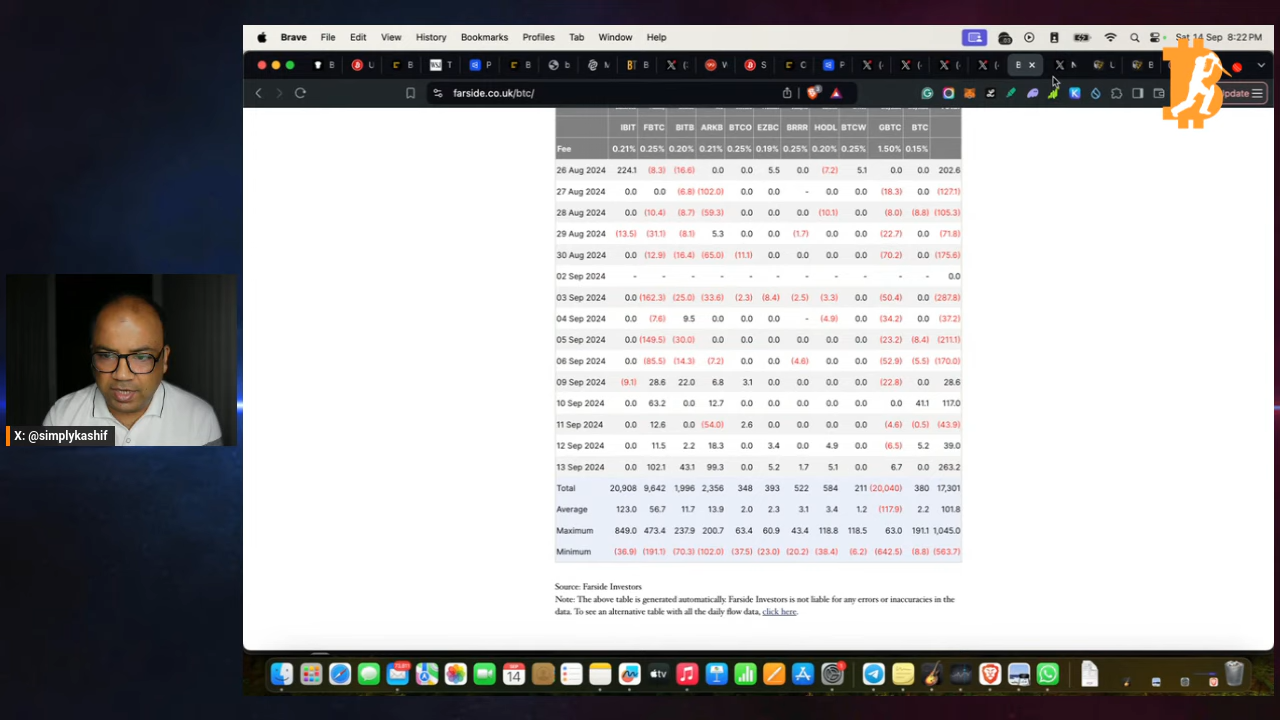 Brave File Edit View History Bookmarks Profiles Tab Window Help Sat 14 Sep 8:22 PM
farside.co.uk/btc/
Update
IBIT FBTC BITB ARKB BTCO EZBC BRRR HODL BTCW GBTC BTC
Fee 0.21% 0.25% 0.20% 0.21% 0.25% 0.19% 0.25% 0.20% 0.25% 1.50% 0.15%
26 Aug 2024 224.1 (8.3) (16.6) 0.0 0.0 5.5 0.0 (7.2) 5.1 0.0 0.0 202.6
27 Aug 2024 0.0 0.0 (6.8) (102.0) 0.0 0.0 - 0.0 0.0 (18.3) 0.0 (127.1)
28 Aug 2024 0.0 (10.4) (8.7) (59.3) 0.0 0.0 0.0 (10.1) 0.0 (8.0) (8.8) (105.3)
29 Aug 2024 (13.5) (31.1) (8.1) 5.3 0.0 0.0 (1.7) 0.0 0.0 (22.7) 0.0 (71.8)
30 Aug 2024 0.0 (12.9) (16.4) (65.0) (11.1) 0.0 0.0 0.0 0.0 (70.2) 0.0 (175.6)
02 Sep 2024 - - - - - - - - - - - 0.0
03 Sep 2024 0.0 (162.3) (25.0) (33.6) (2.3) (8.4) (2.5) (3.3) 0.0 (50.4) 0.0 (287.8)
04 Sep 2024 0.0 (7.6) 9.5 0.0 0.0 0.0 - (4.9) 0.0 (34.2) 0.0 (37.2)
05 Sep 2024 0.0 (149.5) (30.0) 0.0 0.0 0.0 0.0 0.0 0.0 (23.2) (8.4) (211.1)
06 Sep 2024 0.0 (85.5) (14.3) (7.2) 0.0 0.0 (4.6) 0.0 0.0 (52.9) (5.5) (170.0)
09 Sep 2024 (9.1) 28.6 22.0 6.8 3.1 0.0 0.0 0.0 0.0 (22.8) 0.0 28.6
10 Sep 2024 0.0 63.2 0.0 12.7 0.0 0.0 0.0 0.0 0.0 0.0 41.1 117.0
11 Sep 2024 0.0 12.6 0.0 (54.0) 2.6 0.0 0.0 0.0 0.0 (4.6) (0.5) (43.9)
12 Sep 2024 0.0 11.5 2.2 18.3 0.0 3.4 0.0 4.9 0.0 (6.5) 5.2 39.0
13 Sep 2024 0.0 102.1 43.1 99.3 0.0 5.2 1.7 5.1 0.0 6.7 0.0 263.2
Total 20,908 9,642 1,996 2,356 348 393 522 584 211 (20,040) 380 17,301
Average 123.0 56.7 11.7 13.9 2.0 2.3 3.1 3.4 1.2 (117.9) 2.2 101.8
Maximum 849.0 473.4 237.9 200.7 63.4 60.9 43.4 118.8 118.5 63.0 191.1 1,045.0
Minimum (36.9) (191.1) (70.3) (102.0) (37.5) (23.0) (20.2) (38.4) (6.2) (642.5) (8.8) (563.7)
Source: Farside Investors
Note: The above table is generated automatically. Farside Investors is not liable for any errors or inaccuracies in the
data. To see an alternative table with all the daily flow data, click here.
X: @simplykashif